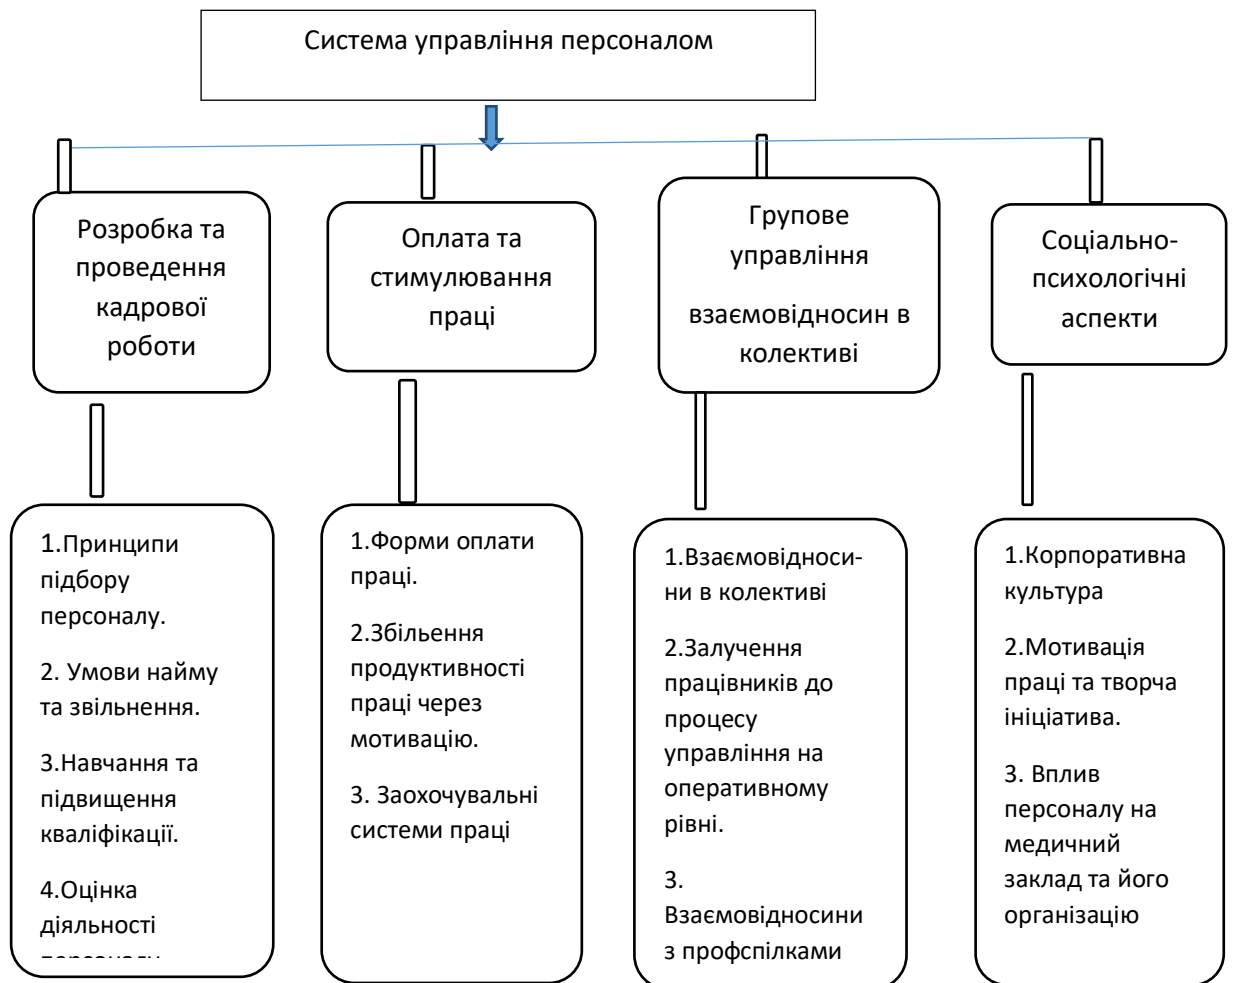 Система управління персоналом
Розробка та
проведення
кадрової
роботи
Оплата та
стимулювання
праці
Групове
управління
взаємовідносин в
колективі
Соціально-
психологічні
аспекти
1.Принципи
підбору
персоналу.
2. Умови найму
та звільнення.
3.Навчання та
підвищення
кваліфікації.
4.Оцінка
діяльності
1.Форми оплати
праці.
2.Збільення
продуктивності
праці через
мотивацію.
3. Заохочувальні
системи праці
1.Взаємовідноси-
ни в колективі
2.Залучення
працівників до
процесу
управління на
оперативному
рівні.
3.
Взаємовідносини
з профспілками
1.Корпоративна
культура
2.Мотивація
праці та творча
ініціатива.
3. Вплив
персоналу на
медичний
заклад та його
організацію